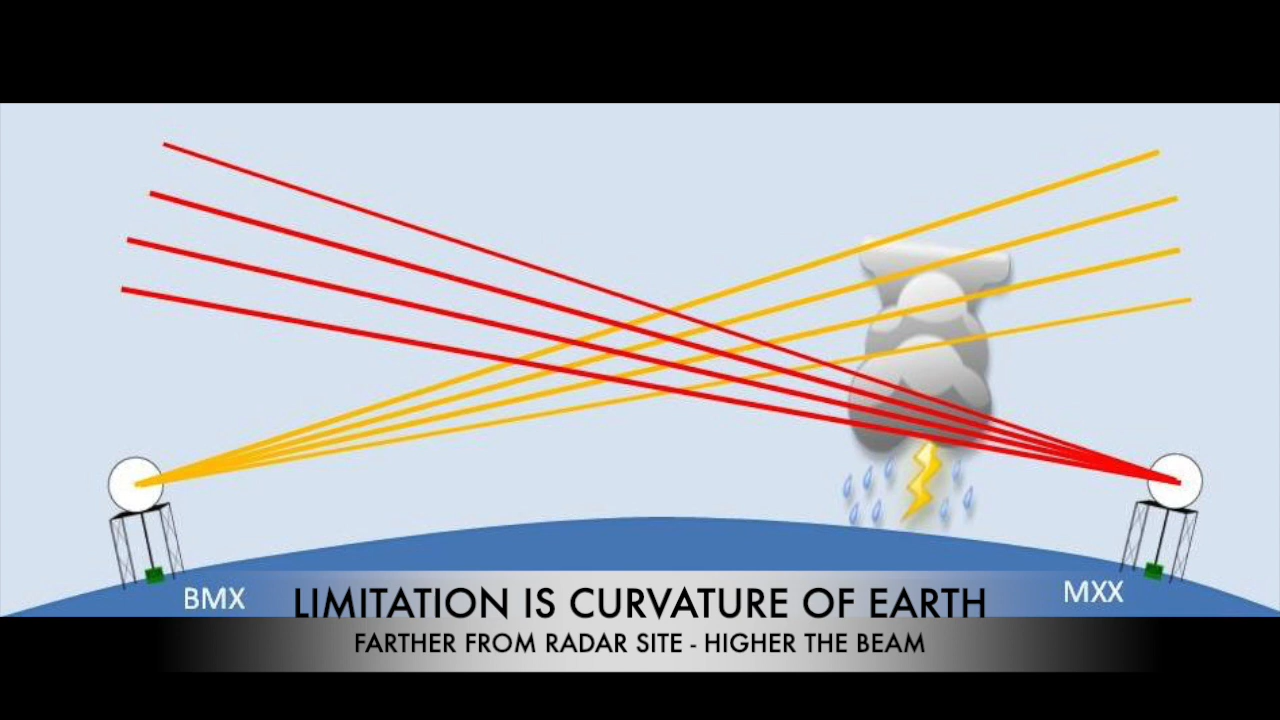 BMX
MXX
LIMITATION IS CURVATURE OF EARTH
FARTHER FROM RADAR SITE - HIGHER THE BEAM